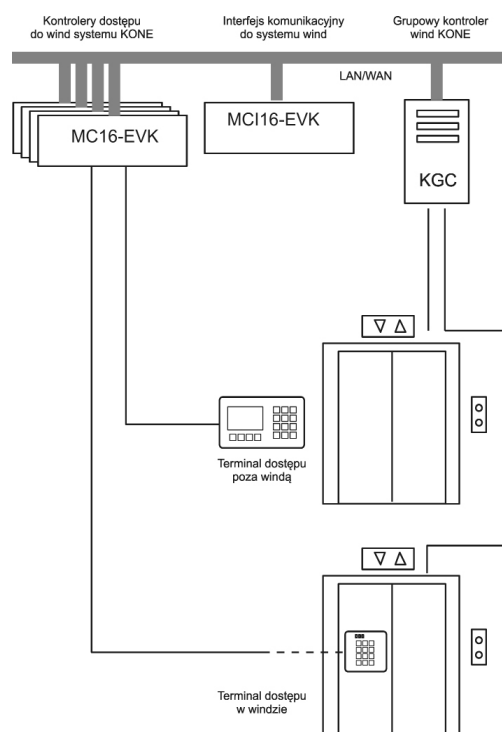 Kontrolery dostępu
do wind systemu KONE
Interfejs komunikacyjny
do systemu wind
Grupowy kontroler
wind KONE
LAN/WAN
MC16-EVK
MCI16-EVK
KGC
Terminal dostępu
poza windą
Terminal dostępu
w windzie